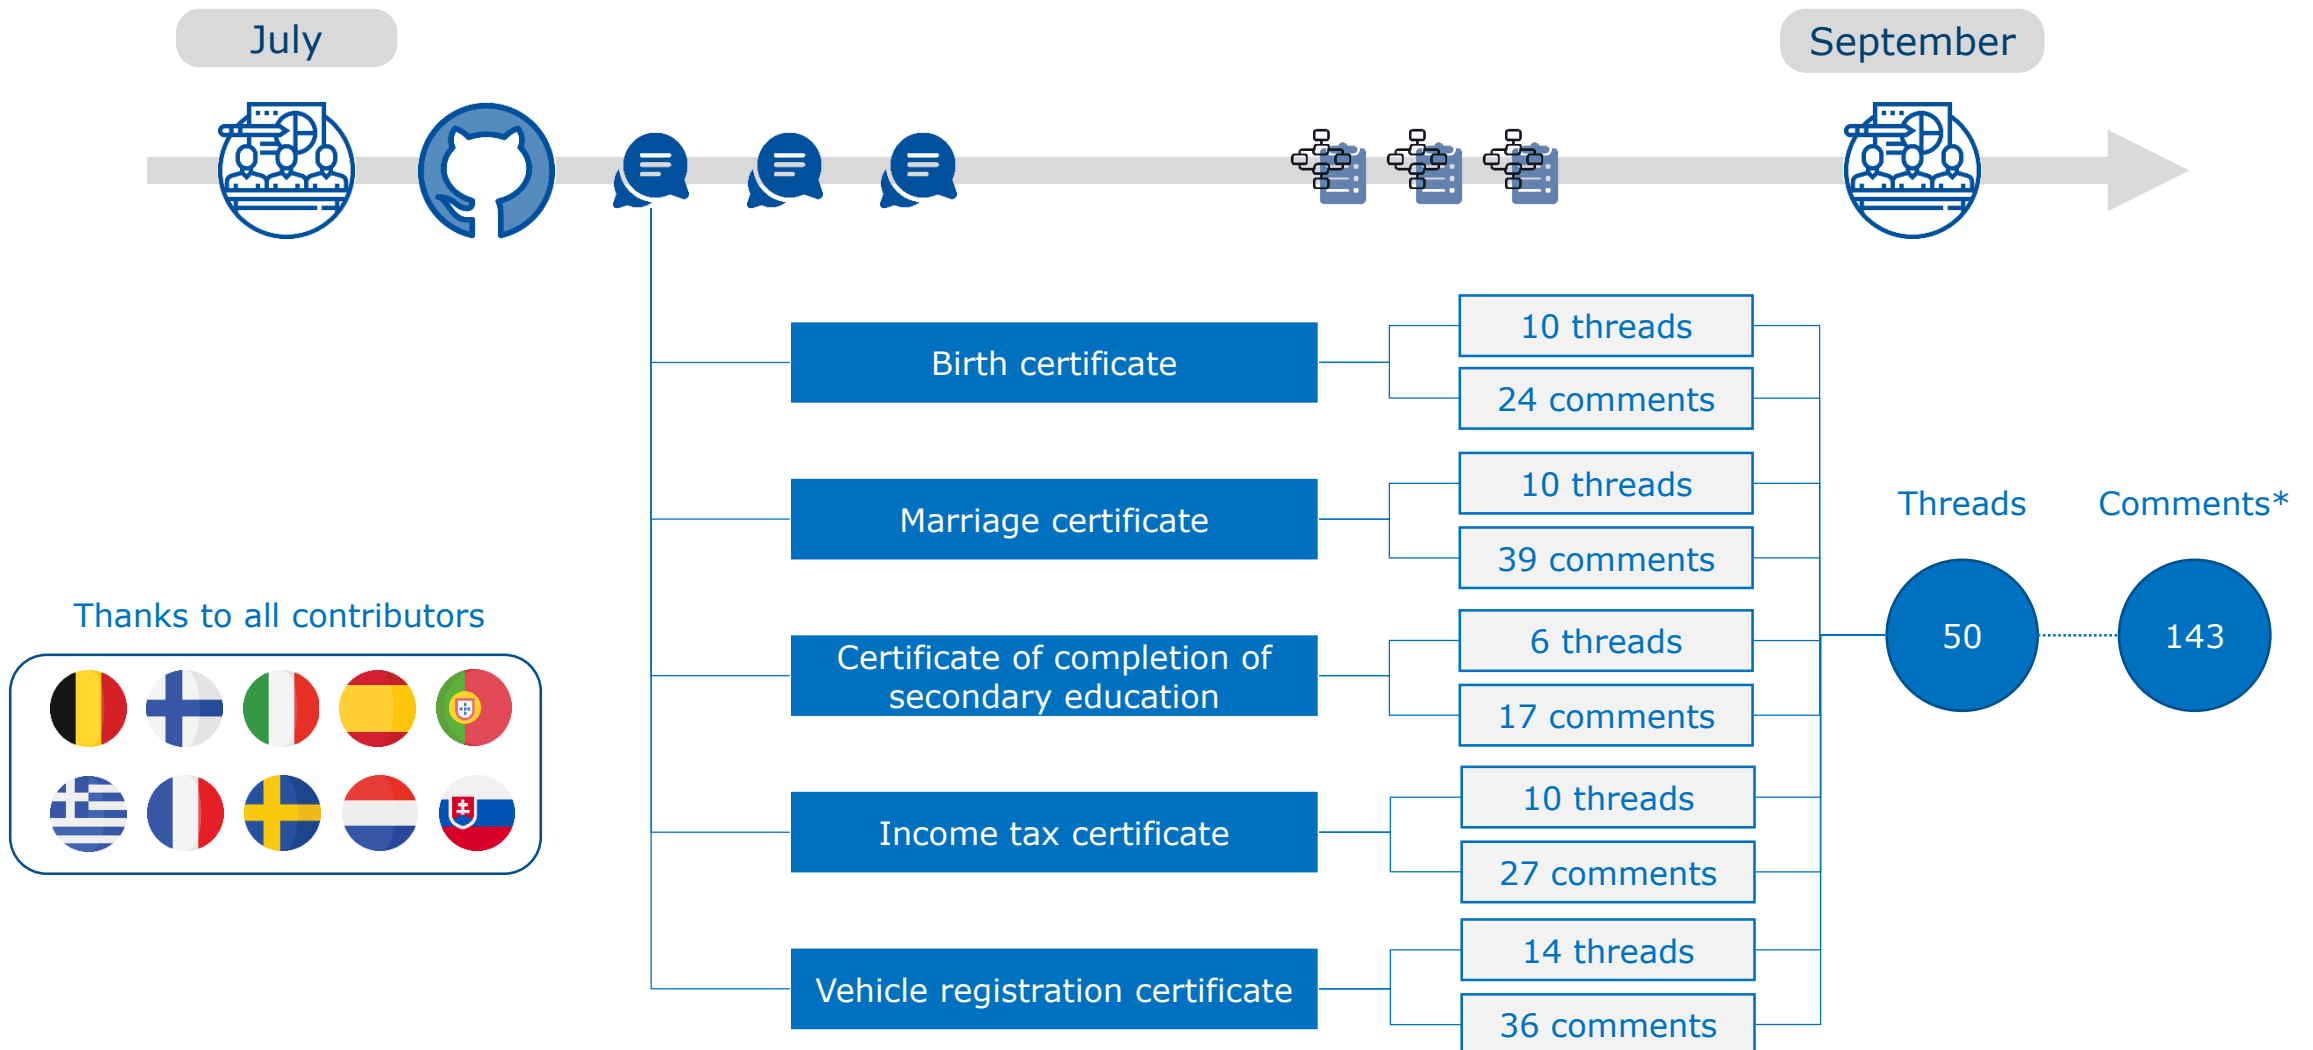 July
September
Birth certificate
10 threads
24 comments
Marriage certificate
10 threads
39 comments
Threads
Comments*
Thanks to all contributors
Certificate of completion of
secondary education
6 threads
17 comments
50
143
Income tax certificate
10 threads
27 comments
Vehicle registration certificate
14 threads
36 comments